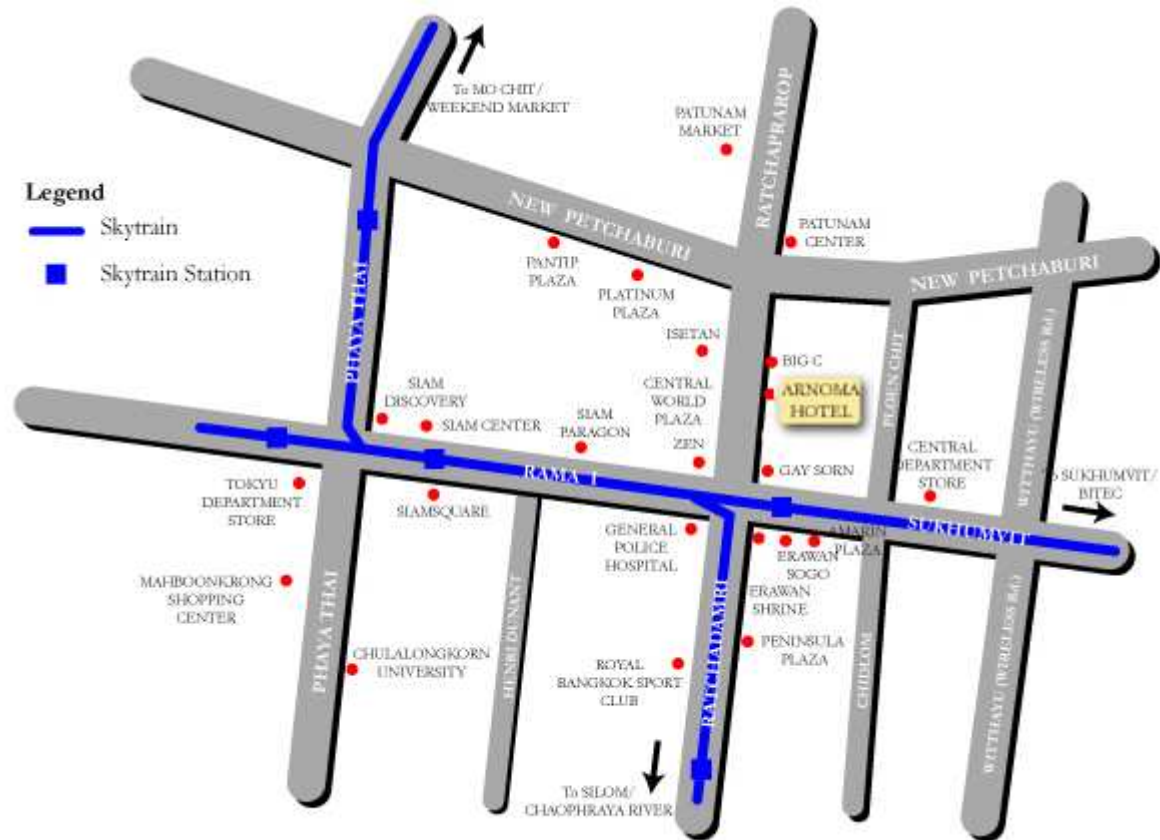 To MO CHIT/
WEEKEND MARKET
PATUNAM
MARKET
RATCHAPRAROP
Legend
Skytrain
Skytrain Station
NEW PETCHABURI
PANTIP
PLAZA
PLATINUM
PLAZA
PATUNAM
CENTER
NEW PETCHABURI
PHAYA THAI
ISETAN
BIG C
ARNOMA
HOTEL
PLOEN CHIT
WITTHAYU (WIRELESS Rd.)
SIAM
DISCOVERY
SIAM CENTER
SIAM
PARAGON
CENTRAL
WORLD
PLAZA
ZEN
GAY SORN
CENTRAL
DEPARTMENT
STORE
To SUKHUMVIT/
BITEC
RAMA I
SUKHUMVIT
TOKYU
DEPARTMENT
STORE
SIAMSQUARE
GENERAL
POLICE
HOSPITAL
AMARIN
PLAZA
ERAWAN
SOGO
ERAWAN
SHRINE
MAHBOONKRONG
SHOPPING
CENTER
PHAYA THAI
CHULALONGKORN
UNIVERSITY
HENRI DUNANT
ROYAL
BANGKOK SPORT
CLUB
RATCHADAMRI
PENINSULA
PLAZA
CHIDLOM
WITTHAYU (WIRELESS Rd.)
To SILOM/
CHAOPHRAYA RIVER